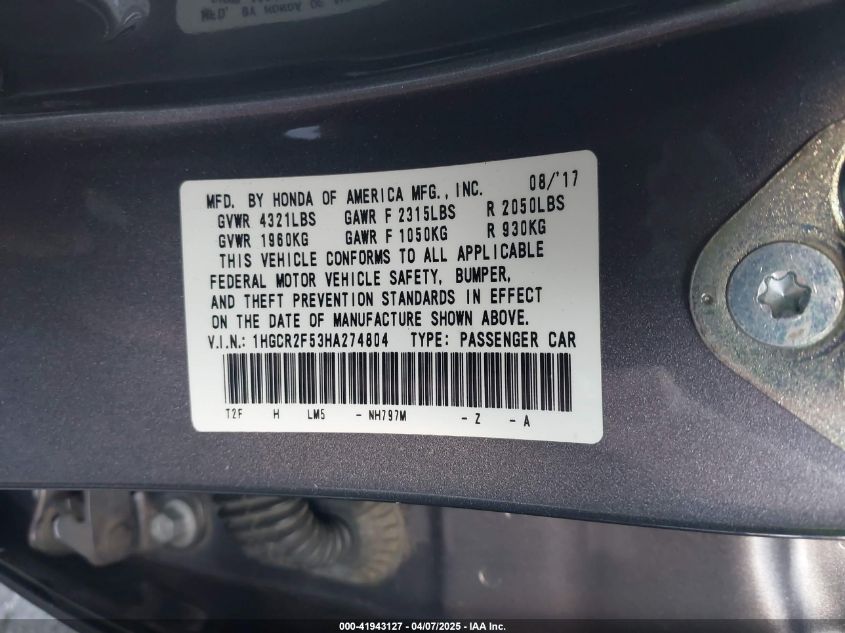 MFD. BY HONDA OF AMERICA MFG., INC. 08/'17
GVWR 4321LBS GAWR F 2315LBS R 2050LBS
GVWR 1960KG GAWR F 1050KG R 930KG
THIS VEHICLE CONFORMS TO ALL APPLICABLE
FEDERAL MOTOR VEHICLE SAFETY, BUMPER,
AND THEFT PREVENTION STANDARDS IN EFFECT
ON THE DATE OF MANUFACTURE SHOWN ABOVE.
V.I.N.: 1HGCR2F53HA274804 TYPE: PASSENGER CAR
T2F H LM5 - NH797M - Z - A
000-41943127 - 04/07/2025 - IAA Inc.